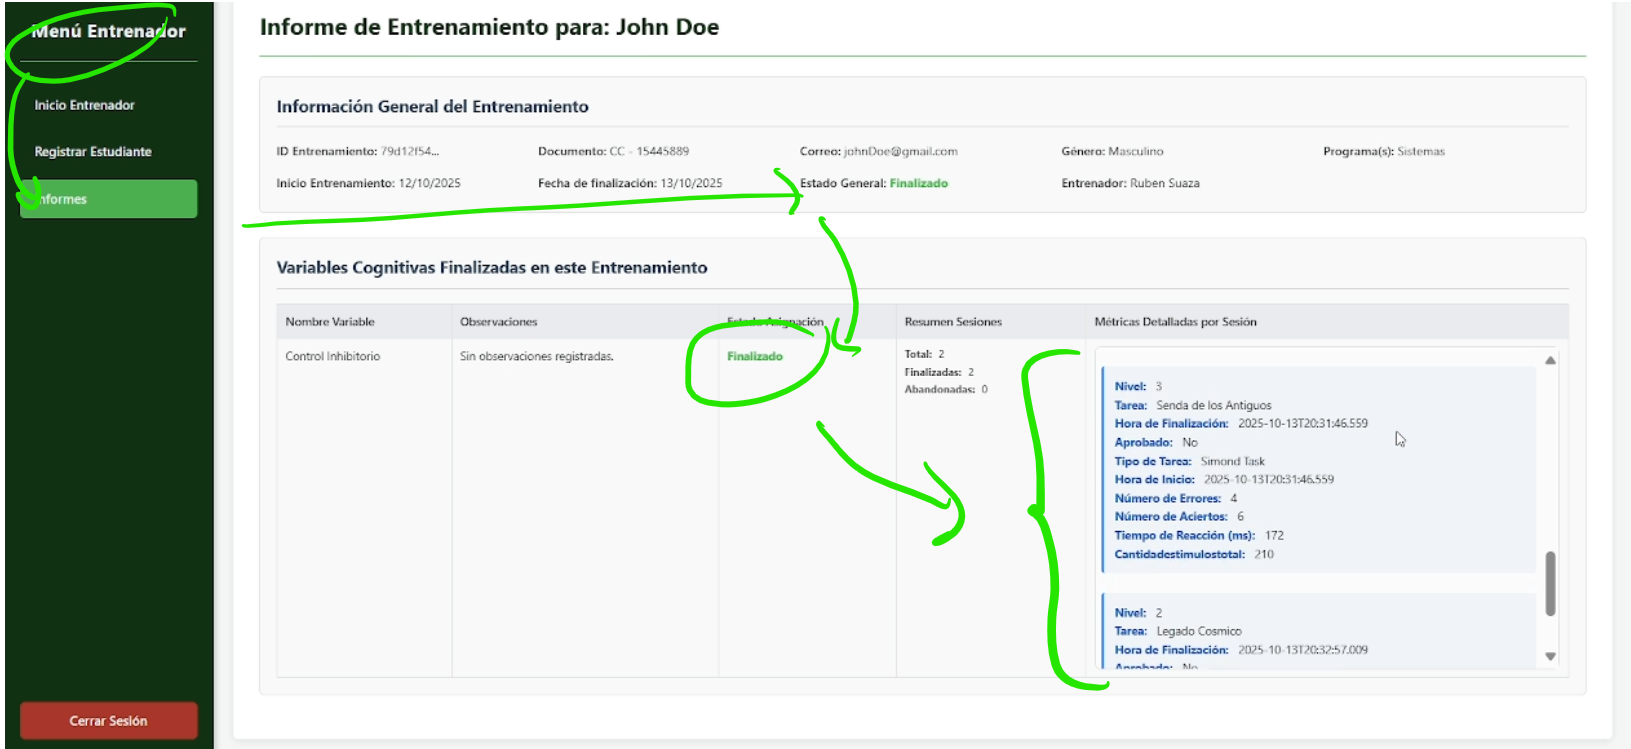 Menú Entrenador
Inicio Entrenador
Registrar Estudiante
Informes
Cerrar Sesión
Informe de Entrenamiento para: John Doe
Información General del Entrenamiento
ID Entrenamiento: 79d12f54...
Documento: CC - 15445889
Correo: johnDoe@gmail.com
Género: Masculino
Programa(s): Sistemas
Inicio Entrenamiento: 12/10/2025
Fecha de finalización: 13/10/2025
Estado General: Finalizado
Entrenador: Ruben Suaza
Variables Cognitivas Finalizadas en este Entrenamiento
Nombre Variable
Observaciones
Estado Asignación
Resumen Sesiones
Métricas Detalladas por Sesión
Control Inhibitorio
Sin observaciones registradas.
Finalizado
Total: 2
Finalizadas: 2
Abandonadas: 0
Nivel: 3
Tarea: Senda de los Antiguos
Hora de Finalización: 2025-10-13T20:31:46.559
Aprobado: No
Tipo de Tarea: Simond Task
Hora de Inicio: 2025-10-13T20:31:46.559
Número de Errores: 4
Número de Aciertos: 6
Tiempo de Reacción (ms): 172
Cantidadestimulostotal: 210
Nivel: 2
Tarea: Legado Cosmico
Hora de Finalización: 2025-10-13T20:32:57.009
Aprobado: No